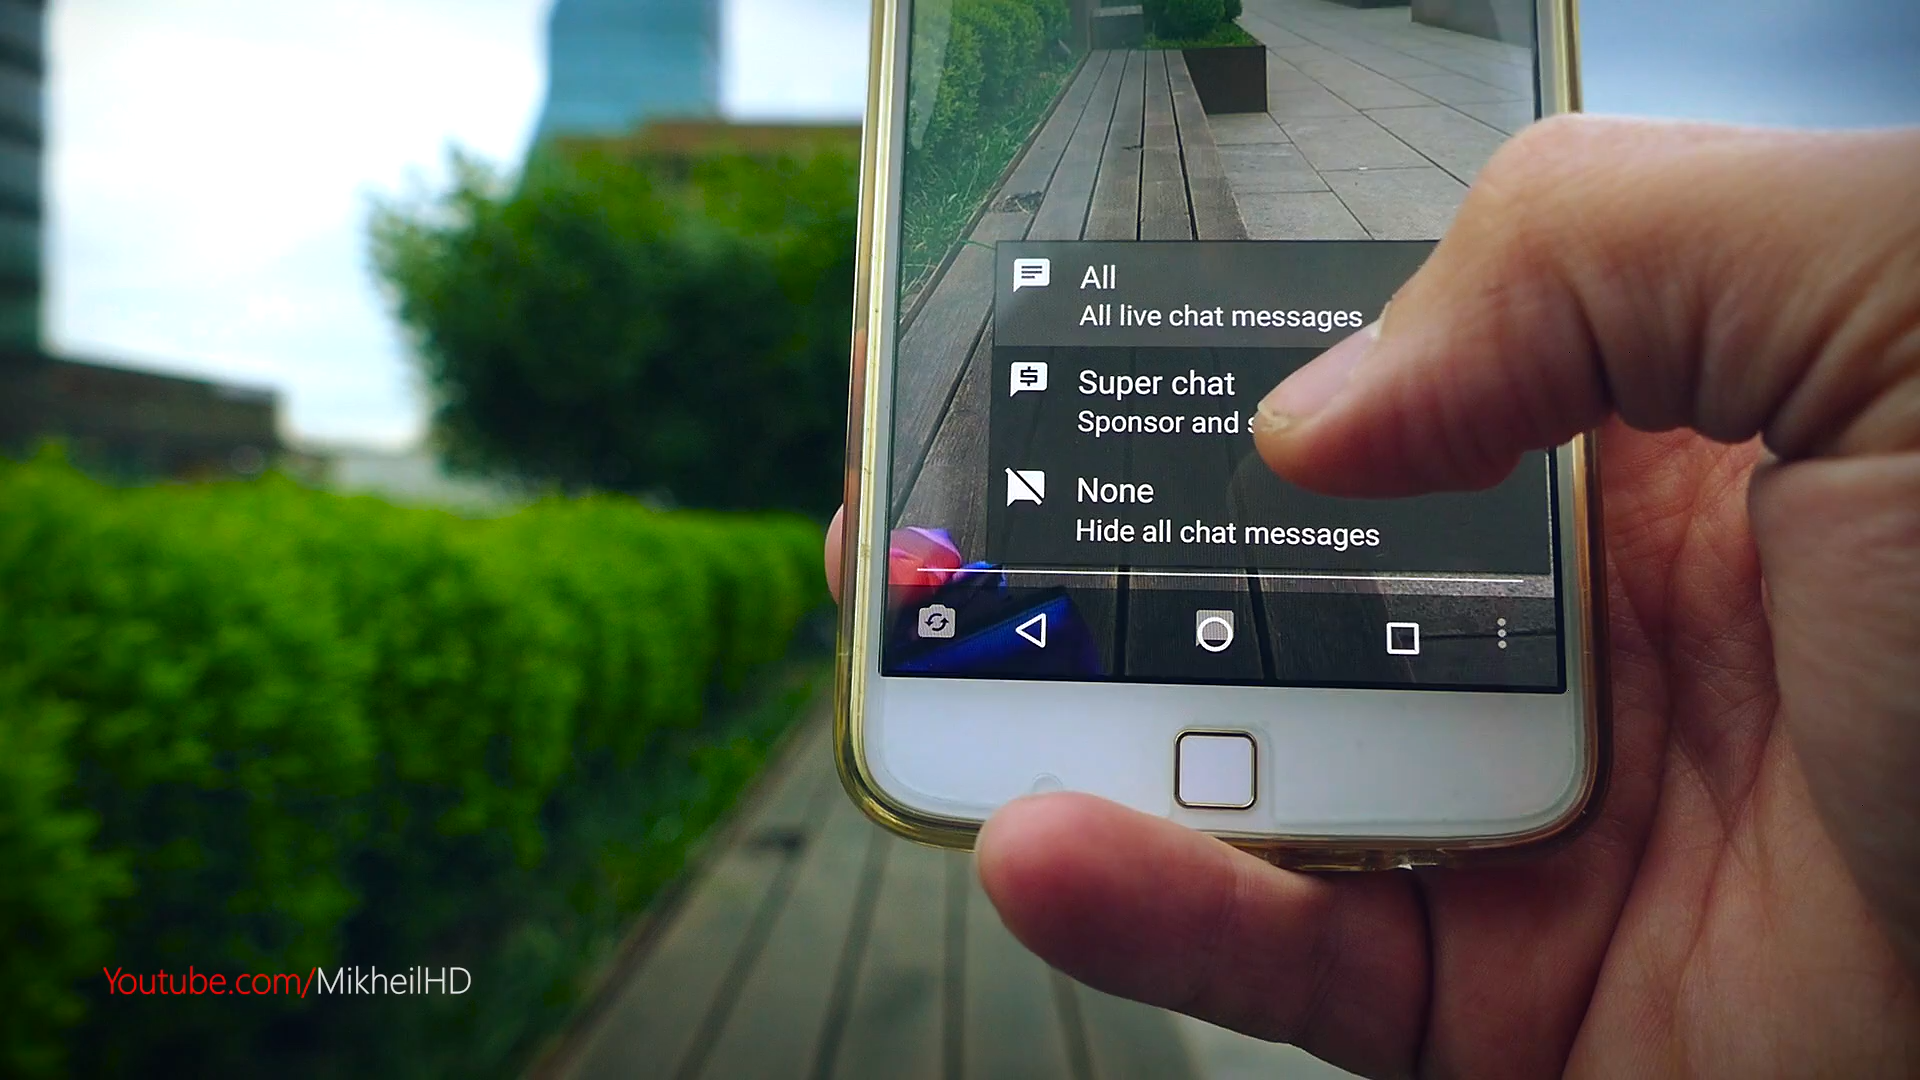 All
All live chat messages
Super chat
Sponsor and
None
Hide all chat messages
Youtube.com/MikheilHD